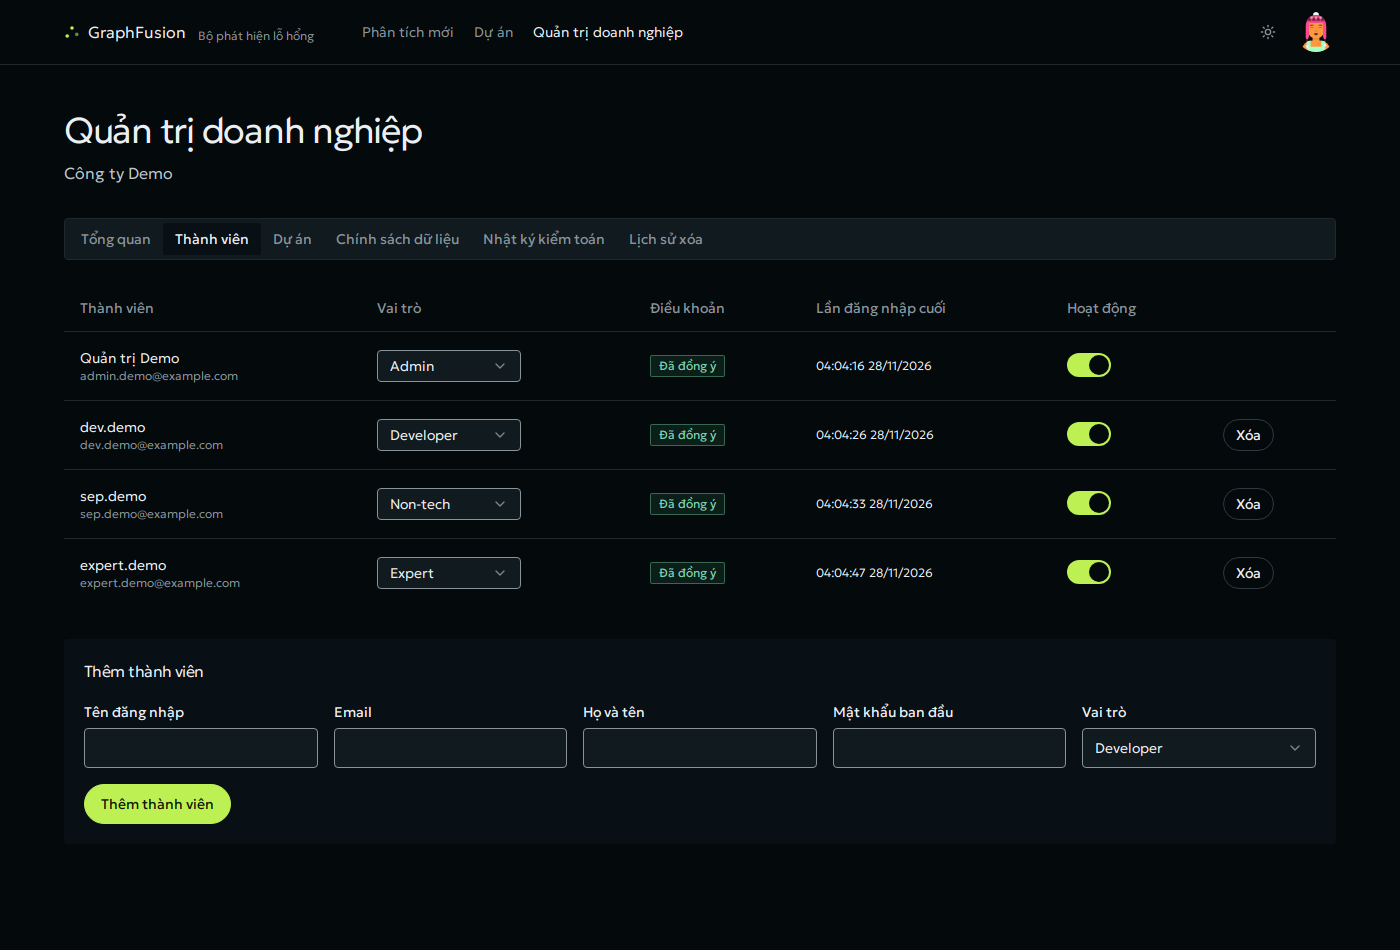 GraphFusion Bộ phát hiện lỗ hổng Phân tích mới Dự án Quản trị doanh nghiệp
Quản trị doanh nghiệp
Công ty Demo
Tổng quan Thành viên Dự án Chính sách dữ liệu Nhật ký kiểm toán Lịch sử xóa
Thành viên Vai trò Điều khoản Lần đăng nhập cuối Hoạt động
Quản trị Demo
admin.demo@example.com
Admin Đã đồng ý 04:04:16 28/11/2026
dev.demo
dev.demo@example.com
Developer Đã đồng ý 04:04:26 28/11/2026 Xóa
sep.demo
sep.demo@example.com
Non-tech Đã đồng ý 04:04:33 28/11/2026 Xóa
expert.demo
expert.demo@example.com
Expert Đã đồng ý 04:04:47 28/11/2026 Xóa
Thêm thành viên
Tên đăng nhập Email Họ và tên Mật khẩu ban đầu Vai trò
Developer
Thêm thành viên